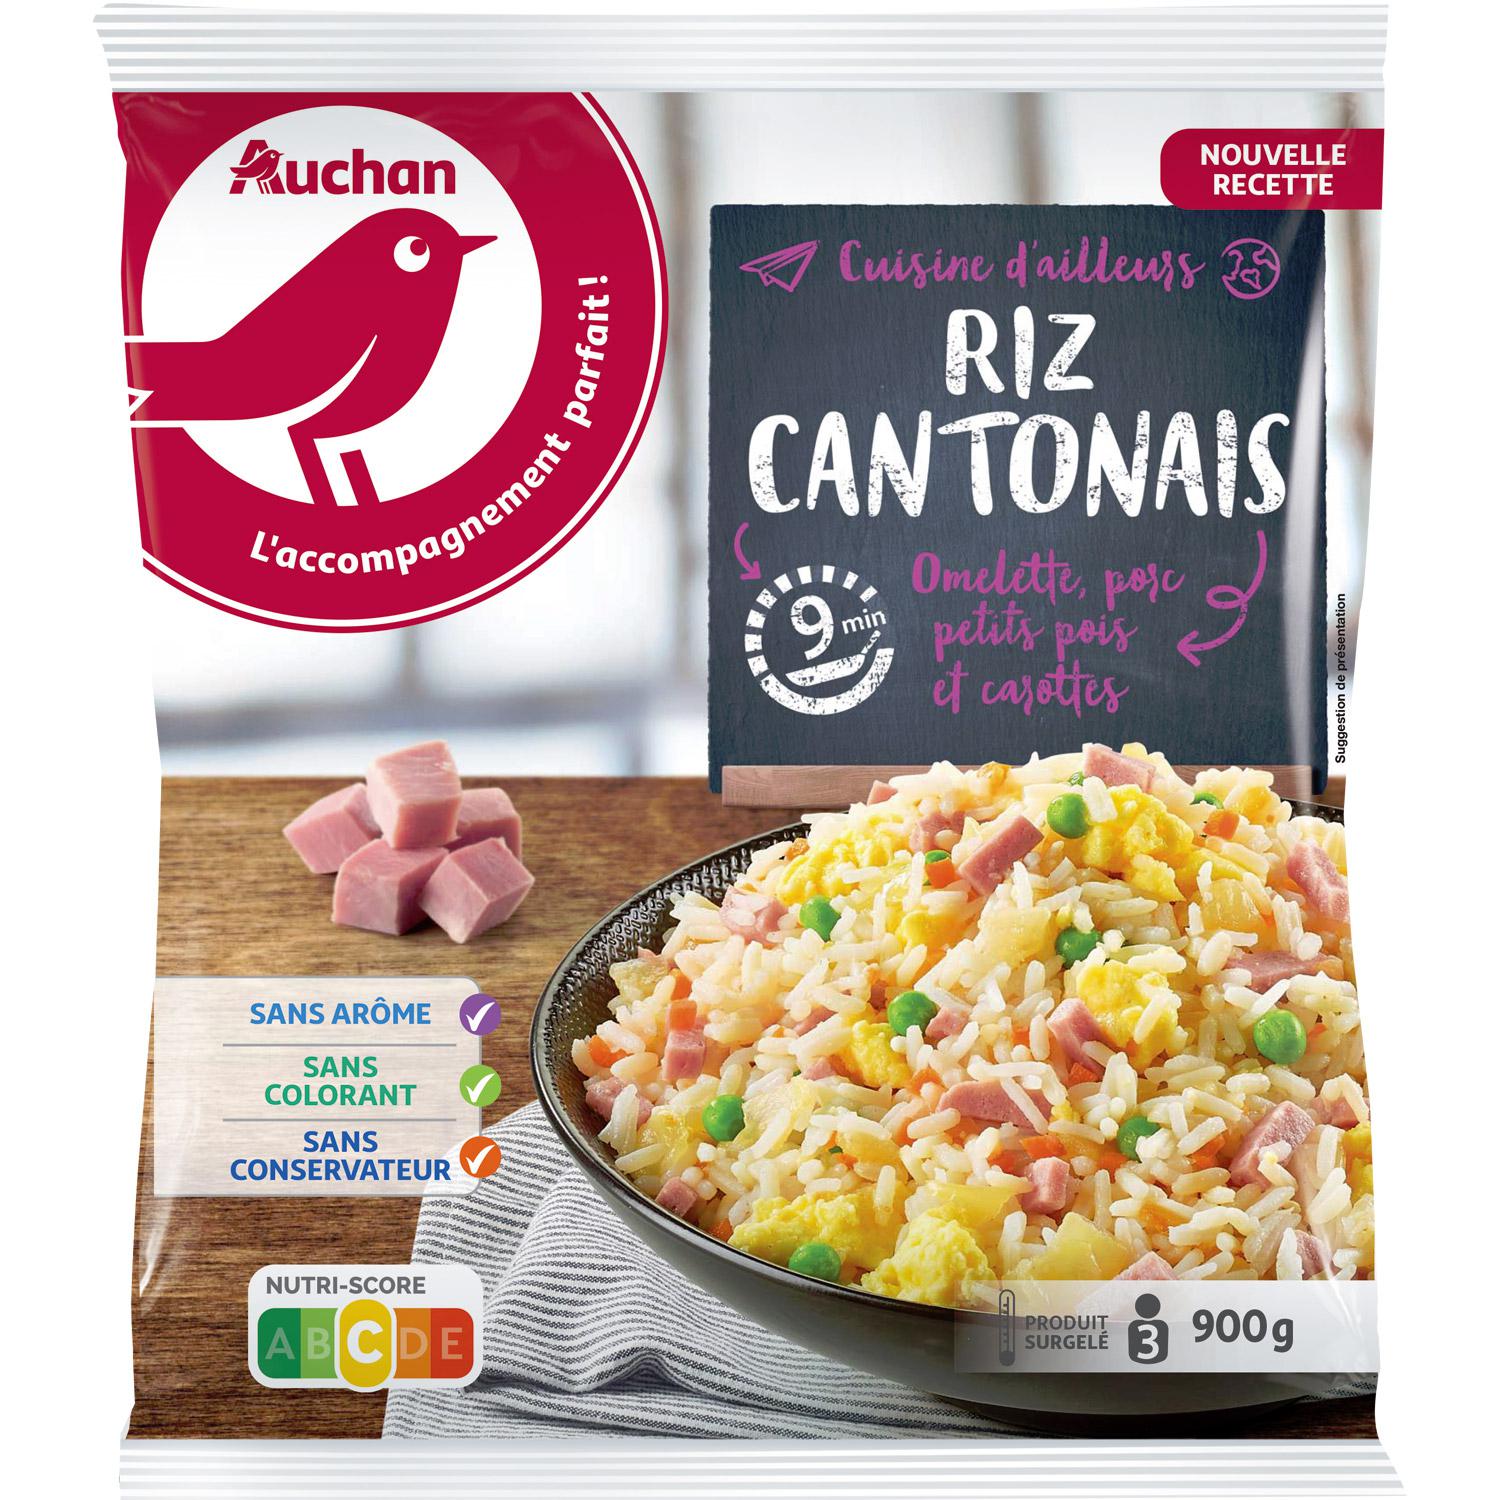 Auchan
L'accompagnement parfait !
NOUVELLE
RECETTE
Cuisine d'ailleurs
RIZ
CANTONAIS
9 min
Omelette, porc
petits pois
et carottes
Suggestion de présentation
SANS ARÔME
SANS
COLORANT
SANS
CONSERVATEUR
NUTRI-SCORE
A B C D E
PRODUIT
SURGELÉ
3
900g